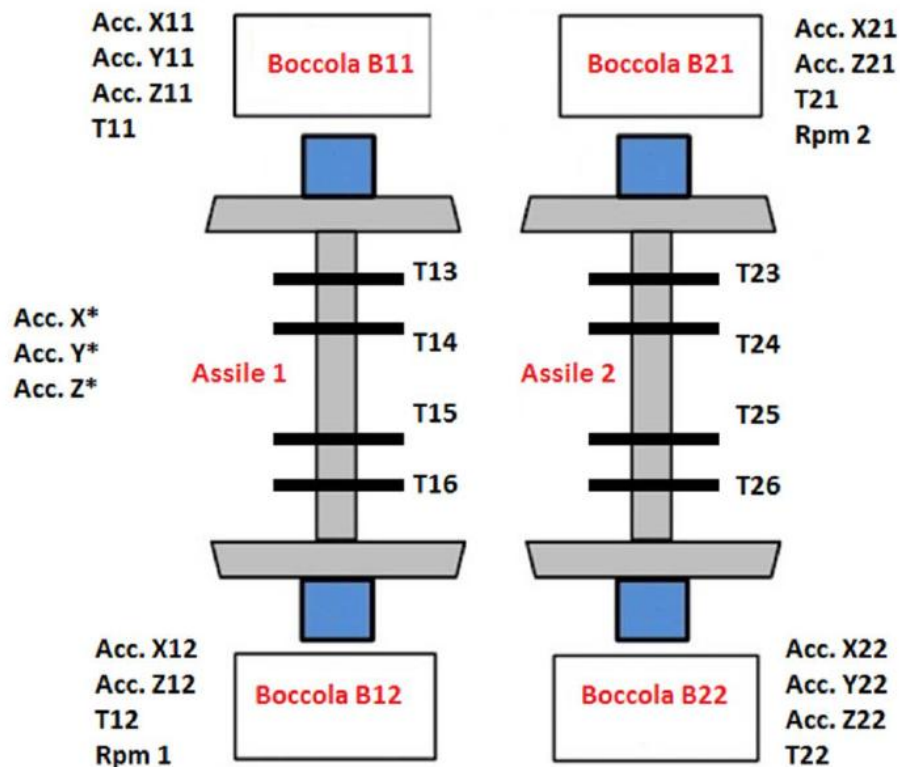 Acc. X11
Acc. Y11
Acc. Z11
T11
Boccola B11
Boccola B21
Acc. X21
Acc. Z21
T21
Rpm 2
T13
T14
T15
T16
Assile 1
Acc. X*
Acc. Y*
Acc. Z*
T23
T24
T25
T26
Assile 2
Acc. X12
Acc. Z12
T12
Rpm 1
Boccola B12
Boccola B22
Acc. X22
Acc. Y22
Acc. Z22
T22